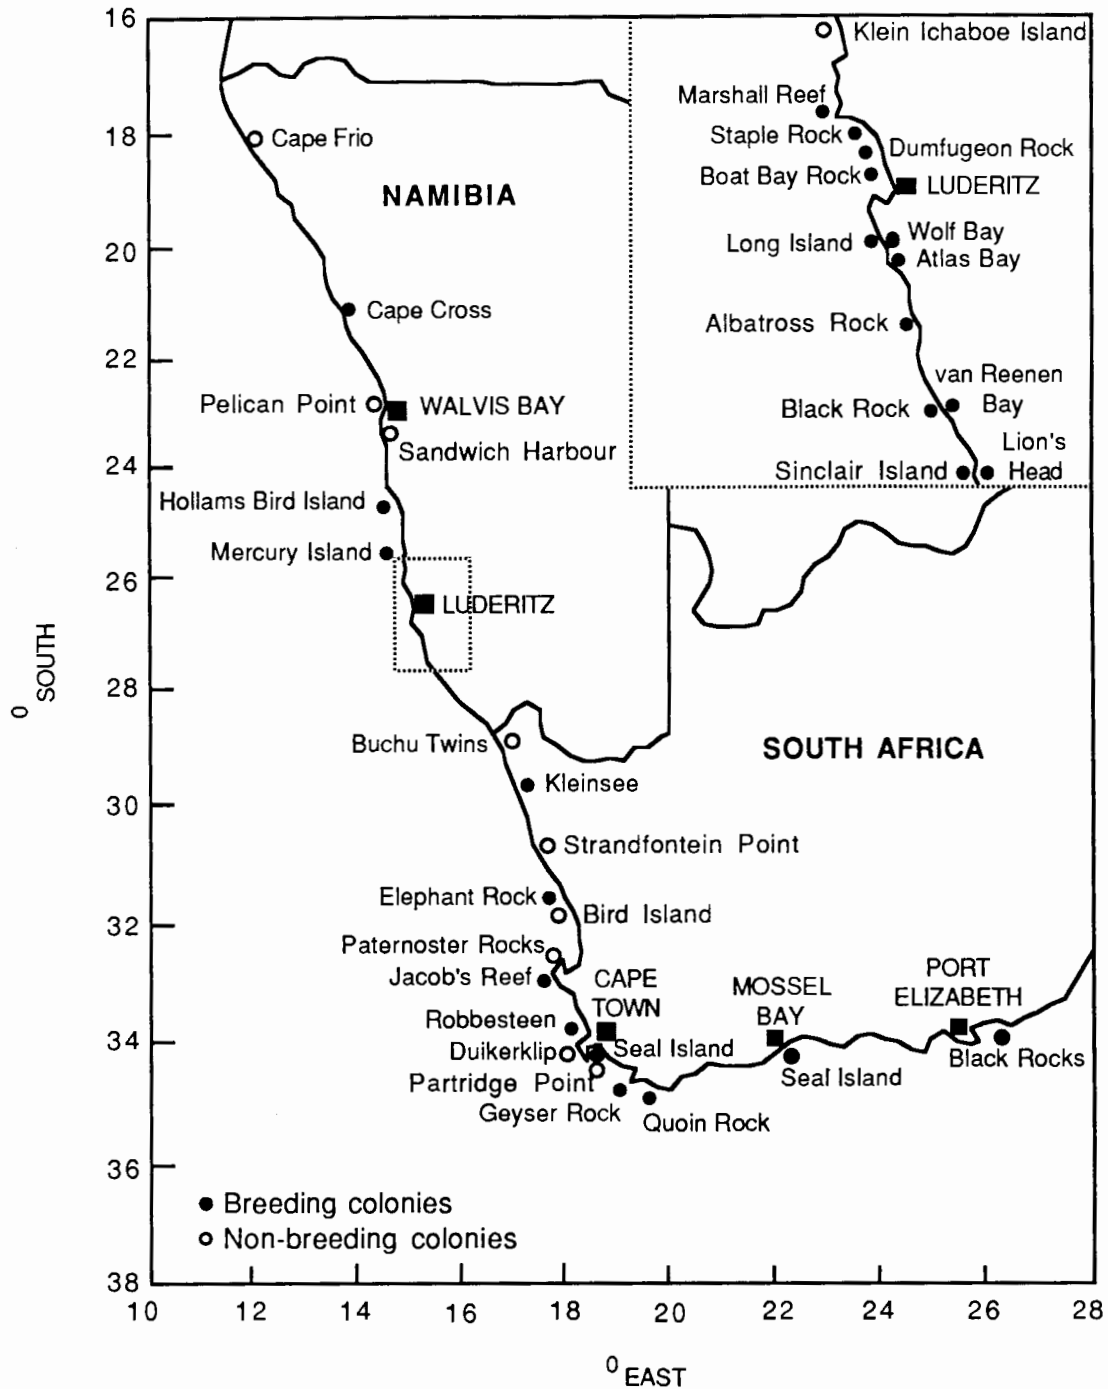 16
Klein Ichaboe Island
Marshall Reef
18
Cape Frio
Staple Rock
Dumfugeon Rock
NAMIBIA
Boat Bay Rock
LUDERITZ
20
Long Island
Wolf Bay
Atlas Bay
Cape Cross
Albatross Rock
22
van Reenen
Bay
Pelican Point
WALVIS BAY
Black Rock
Sandwich Harbour
Lion's
Head
24
Sinclair Island
Hollams Bird Island
Mercury Island
26
LUDERITZ
0 SOUTH
28
Buchu Twins
SOUTH AFRICA
Kleinsee
30
Strandfontein Point
Elephant Rock
Bird Island
32
Paternoster Rocks
Jacob's Reef
CAPE
TOWN
MOSSEL
BAY
PORT
ELIZABETH
Robbesteen
34
Duikerklip
Seal Island
Black Rocks
Partridge Point
Seal Island
Geyser Rock
Quoin Rock
36
Breeding colonies
Non-breeding colonies
38
10 12 14 16 18 20 22 24 26 28
0 EAST